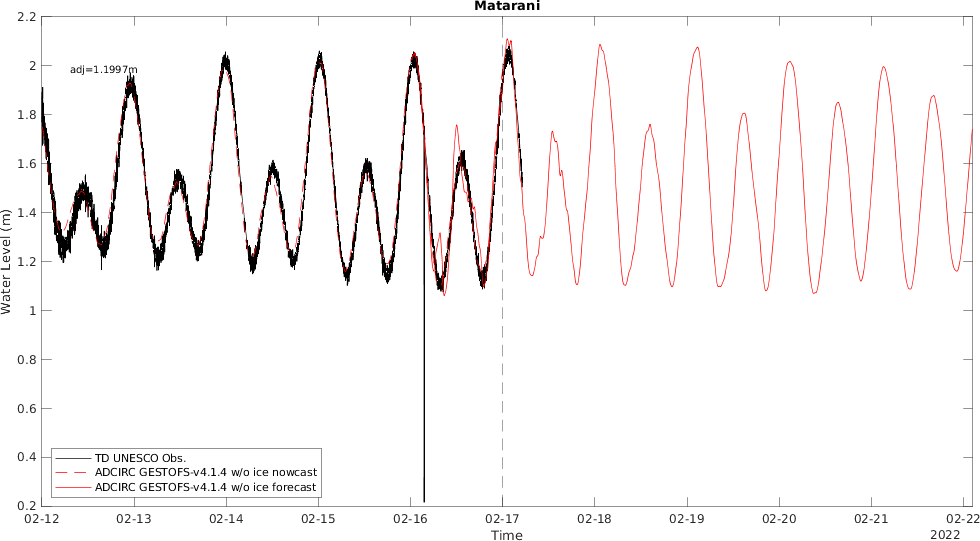 Matarani
2.2
2
1.8
1.6
1.4
1.2
1
0.8
0.6
0.4
0.2
Water Level (m)
adj=1.1997m
TD UNESCO Obs.
ADCIRC GESTOFS-v4.1.4 w/o ice nowcast
ADCIRC GESTOFS-v4.1.4 w/o ice forecast
02-12 02-13 02-14 02-15 02-16 02-17 02-18 02-19 02-20 02-21 02-22
Time
2022